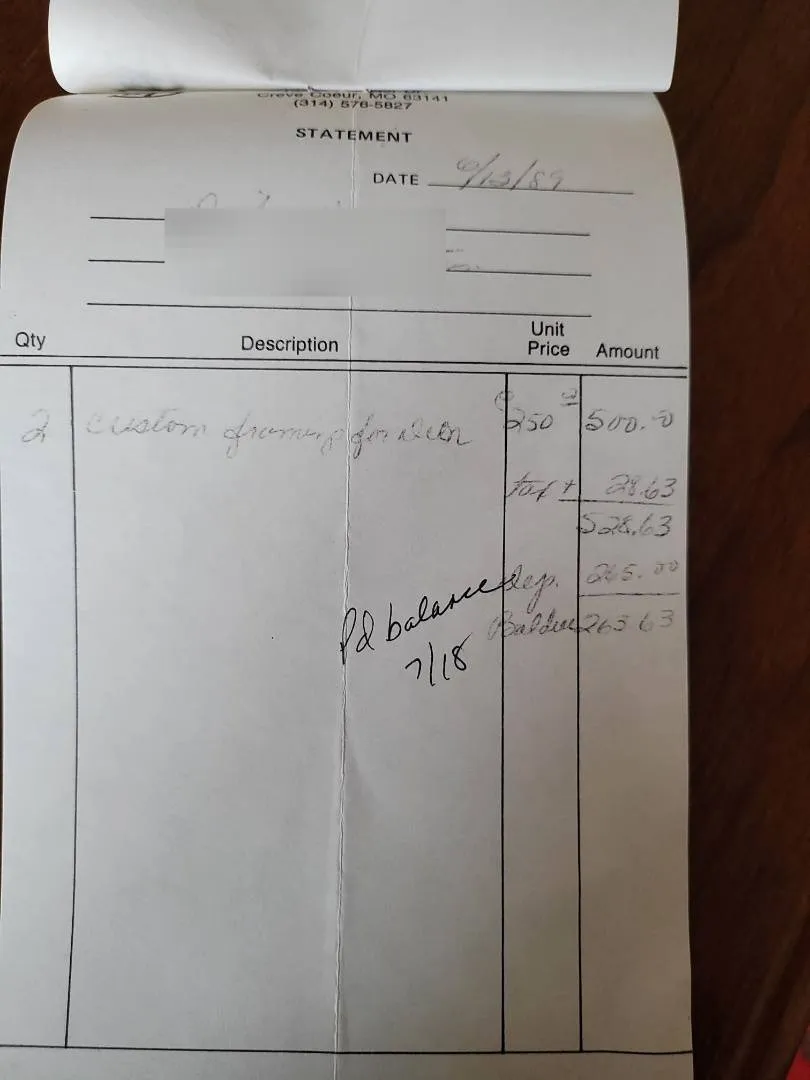 Creve Coeur, MO 63141
(314) 576-5827
STATEMENT
DATE 6/13/89
Qty Description Unit Price Amount
2 custom framing for @ 250 00 500.00
tax + 28.63
528.63
dep. 265.00
Bal due 263 63
Pd balance
7/18